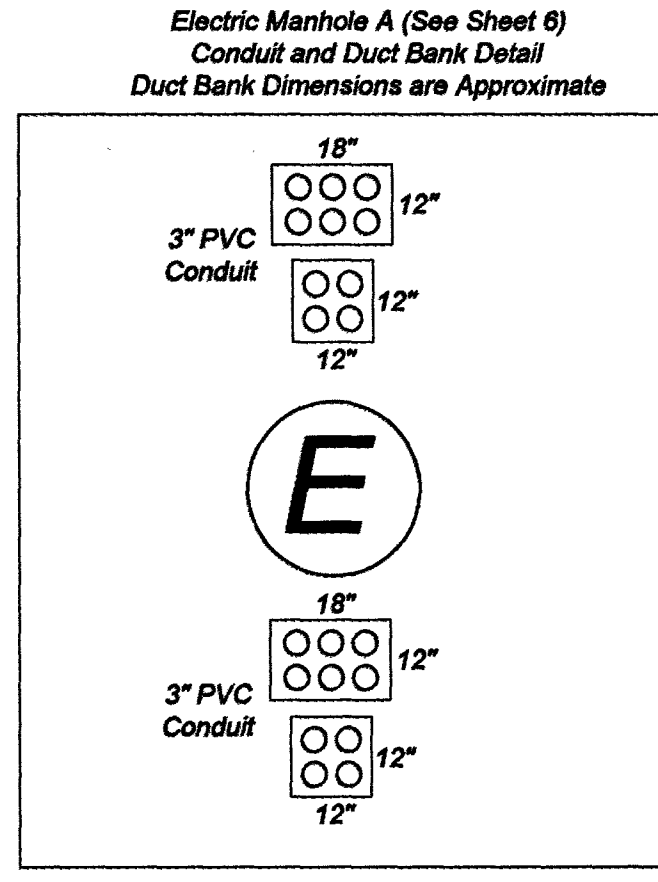 Electric Manhole A (See Sheet 6)
Conduit and Duct Bank Detail
Duct Bank Dimensions are Approximate
18"
12"
3" PVC
Conduit
12"
12"
E
18"
12"
3" PVC
Conduit
12"
12"